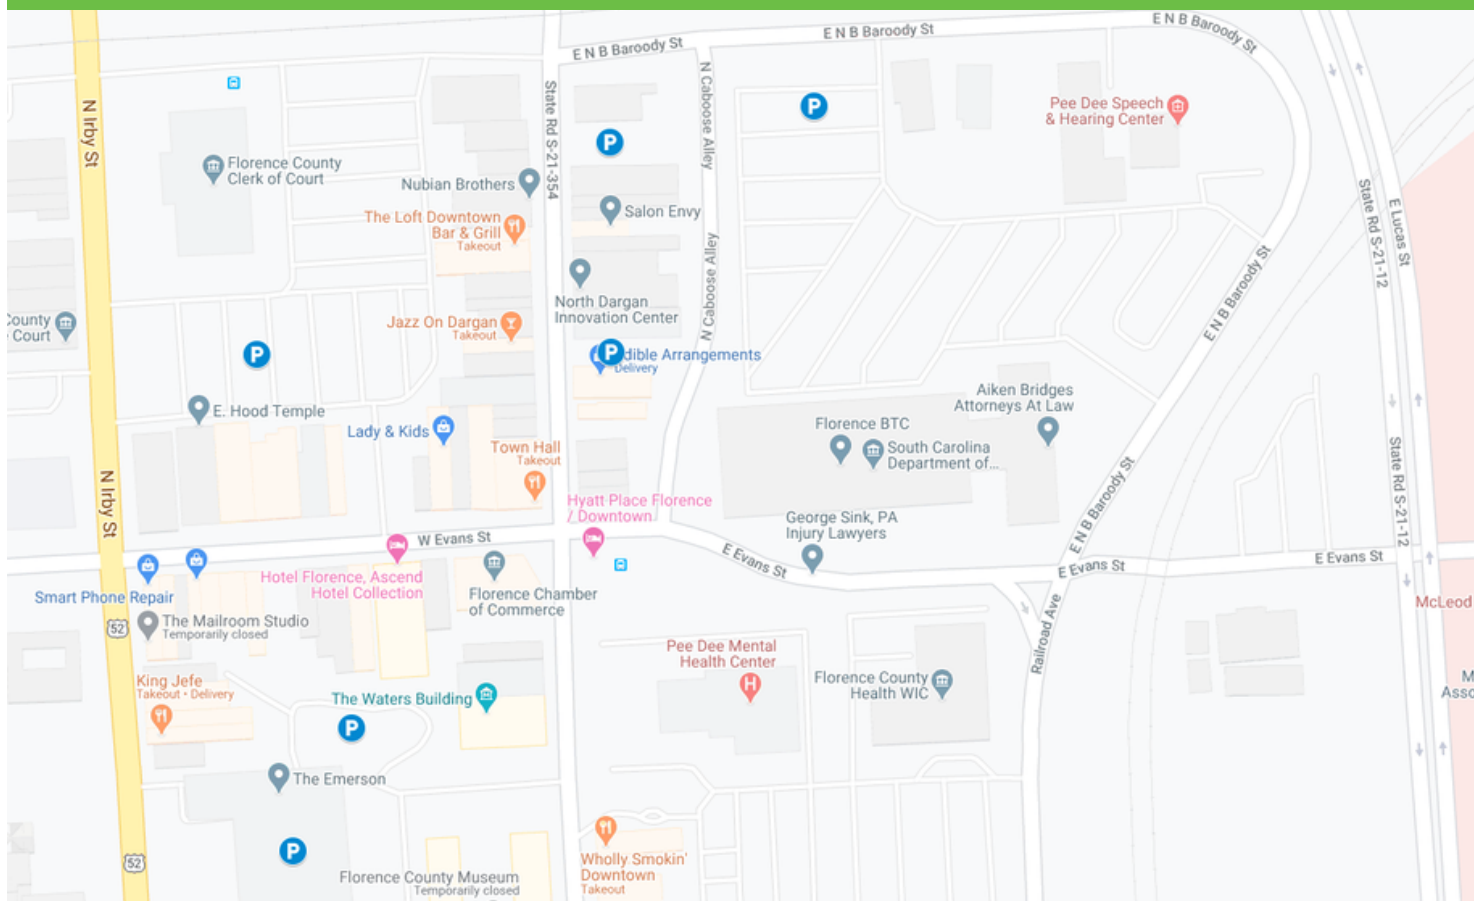 E N B Baroody St
E N B Baroody St
E N B Baroody St
N Irby St
State Rd S-21-354
N Caboose Alley
P
P
Pee Dee Speech
& Hearing Center
Florence County
Clerk of Court
Nubian Brothers
The Loft Downtown
Bar & Grill
Takeout
Salon Envy
State Rd S-21-12
E Lucas St
N Caboose Alley
E N B Baroody St
North Dargan
Innovation Center
County
Court
Jazz On Dargan
Takeout
P
P
dible Arrangements
Delivery
E. Hood Temple
Lady & Kids
Town Hall
Takeout
Aiken Bridges
Attorneys At Law
Florence BTC
South Carolina
Department of...
N Irby St
State Rd S-21-12
E N B Baroody St
Hyatt Place Florence
/ Downtown
George Sink, PA
Injury Lawyers
W Evans St
E Evans St
E Evans St
E Evans St
Hotel Florence, Ascend
Hotel Collection
Florence Chamber
of Commerce
Smart Phone Repair
The Mailroom Studio
Temporarily closed
52
McLeod
Railroad Ave
Pee Dee Mental
Health Center
H
Florence County
Health WIC
King Jefe
Takeout • Delivery
The Waters Building
P
M
Asso
The Emerson
P
52
Wholly Smokin'
Downtown
Takeout
Florence County Museum
Temporarily closed